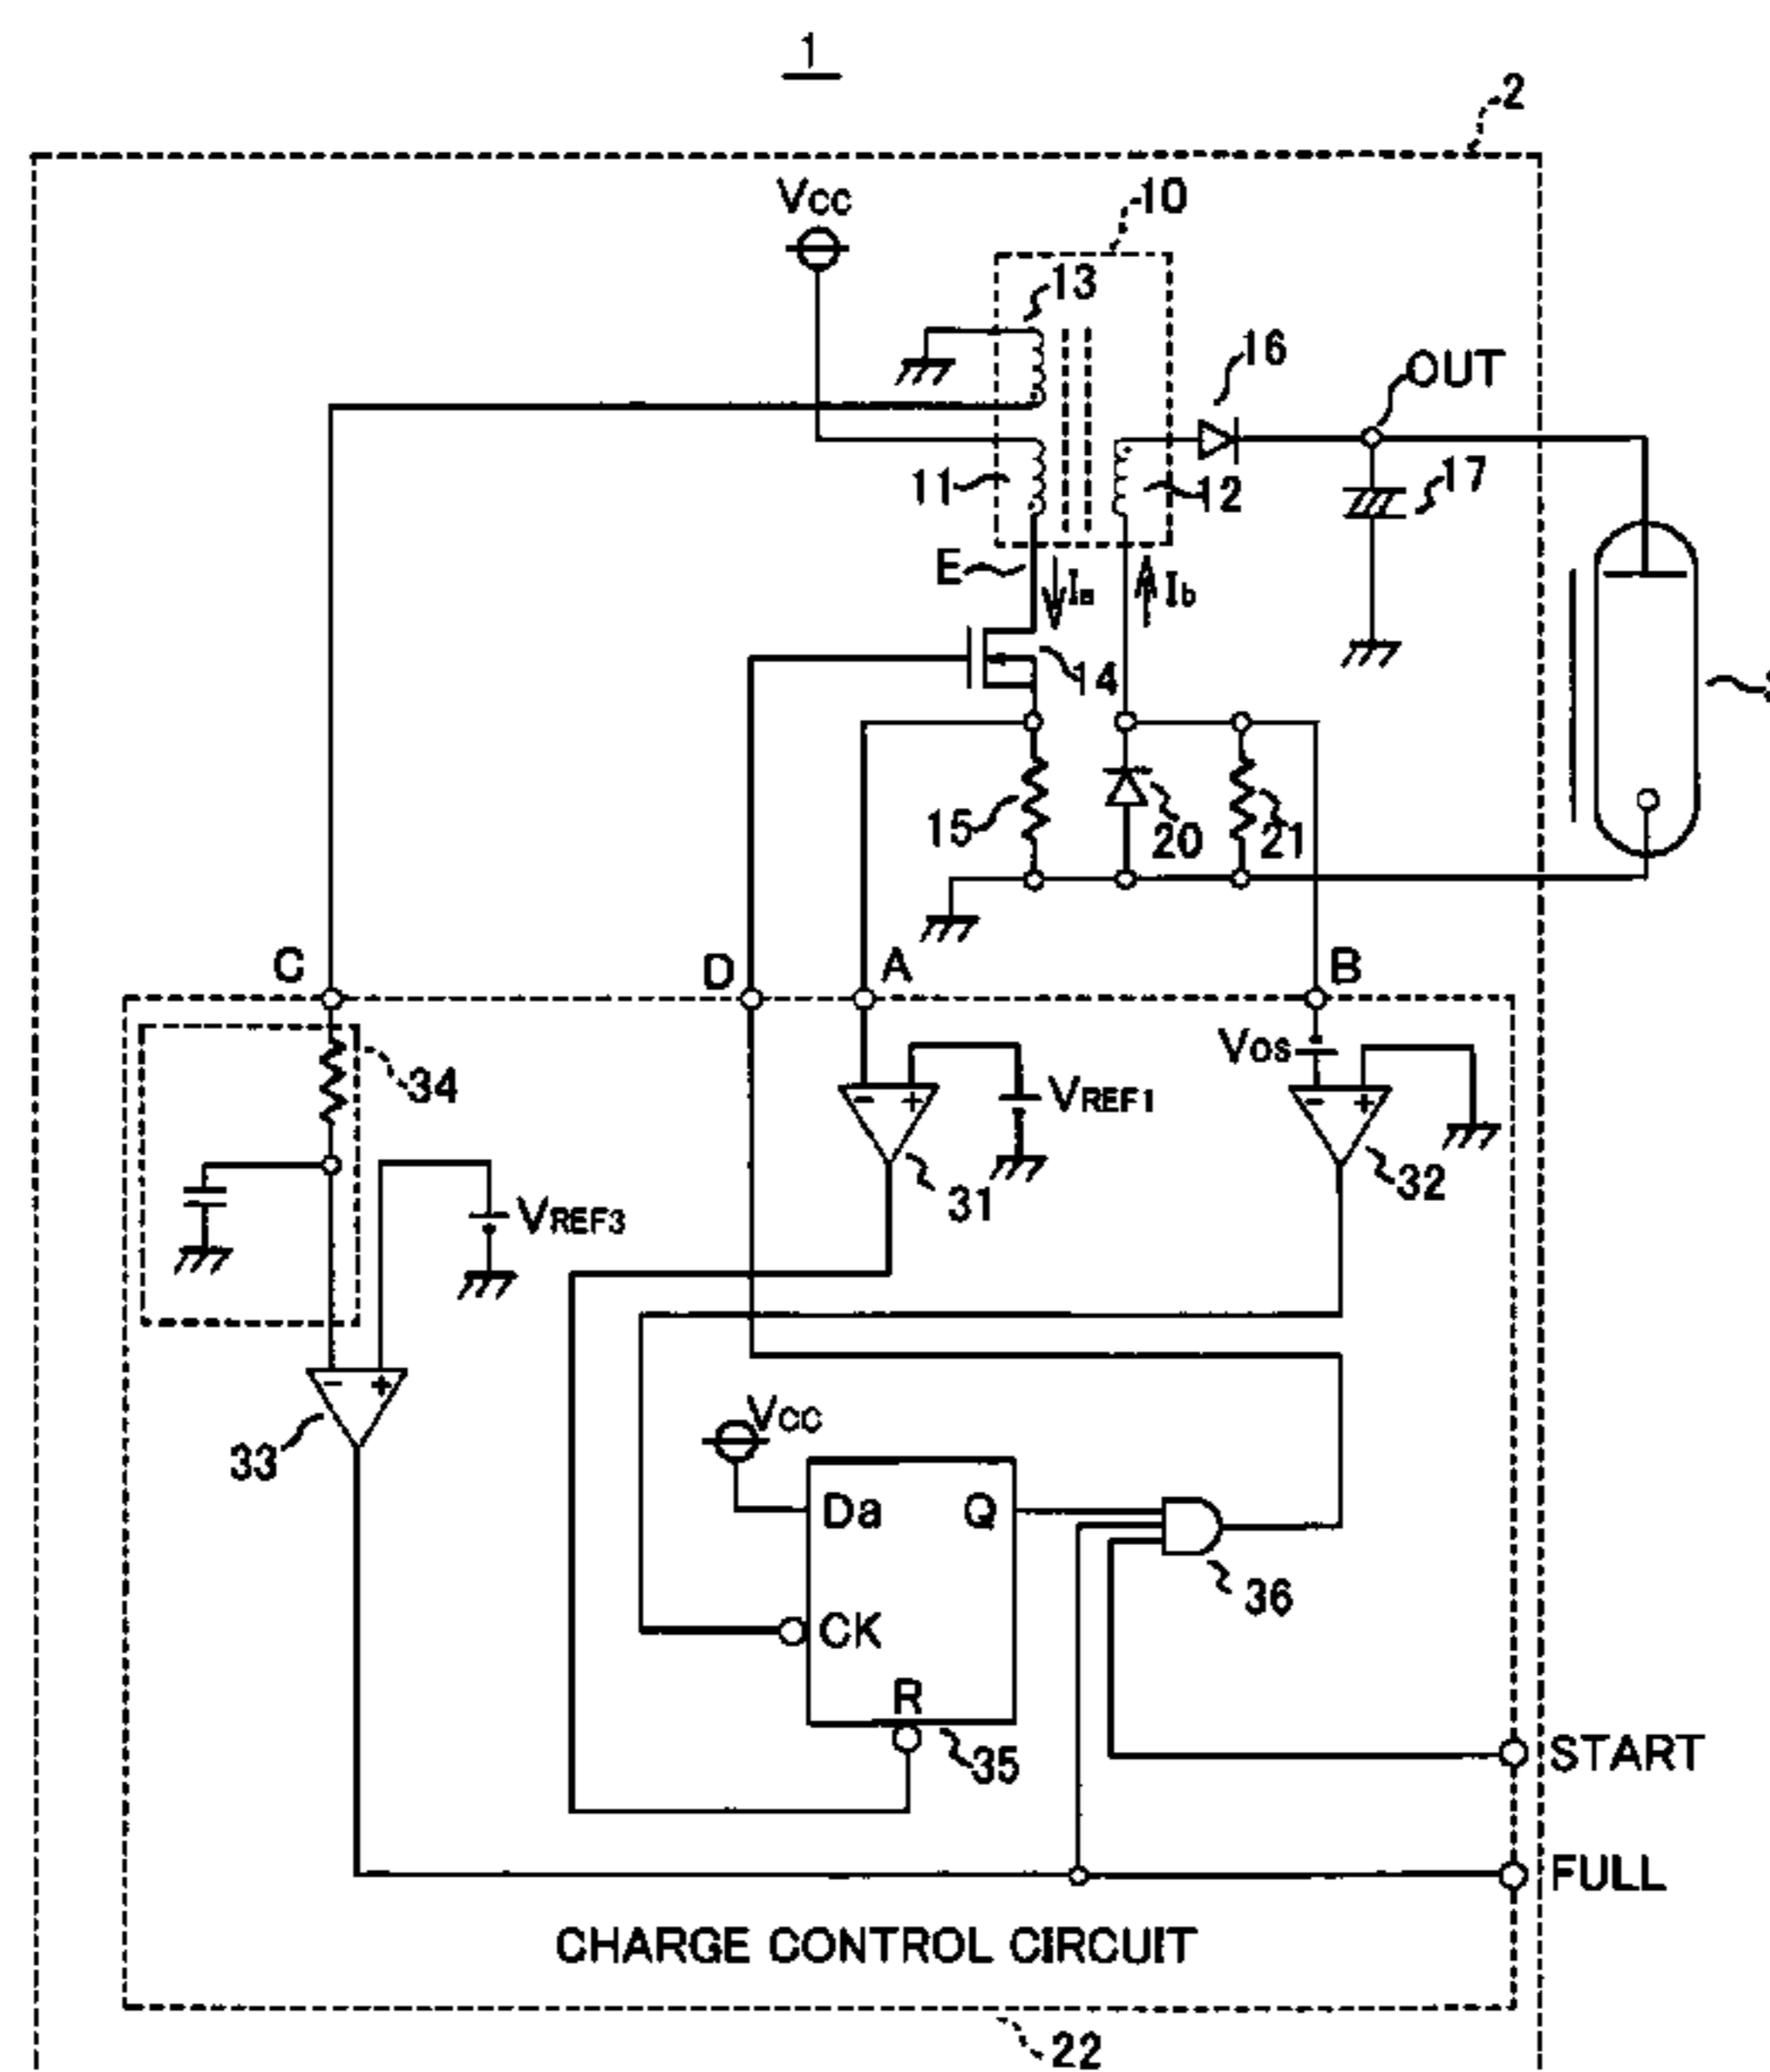 1
2
Vcc
10
13
16
OUT
11
12
17
E
Ia
Ib
14
15
20
21
C
D
A
B
34
Vos
VREF1
31
32
VREF3
33
Vcc
Da
Q
36
CK
R
35
START
FULL
CHARGE CONTROL CIRCUIT
22